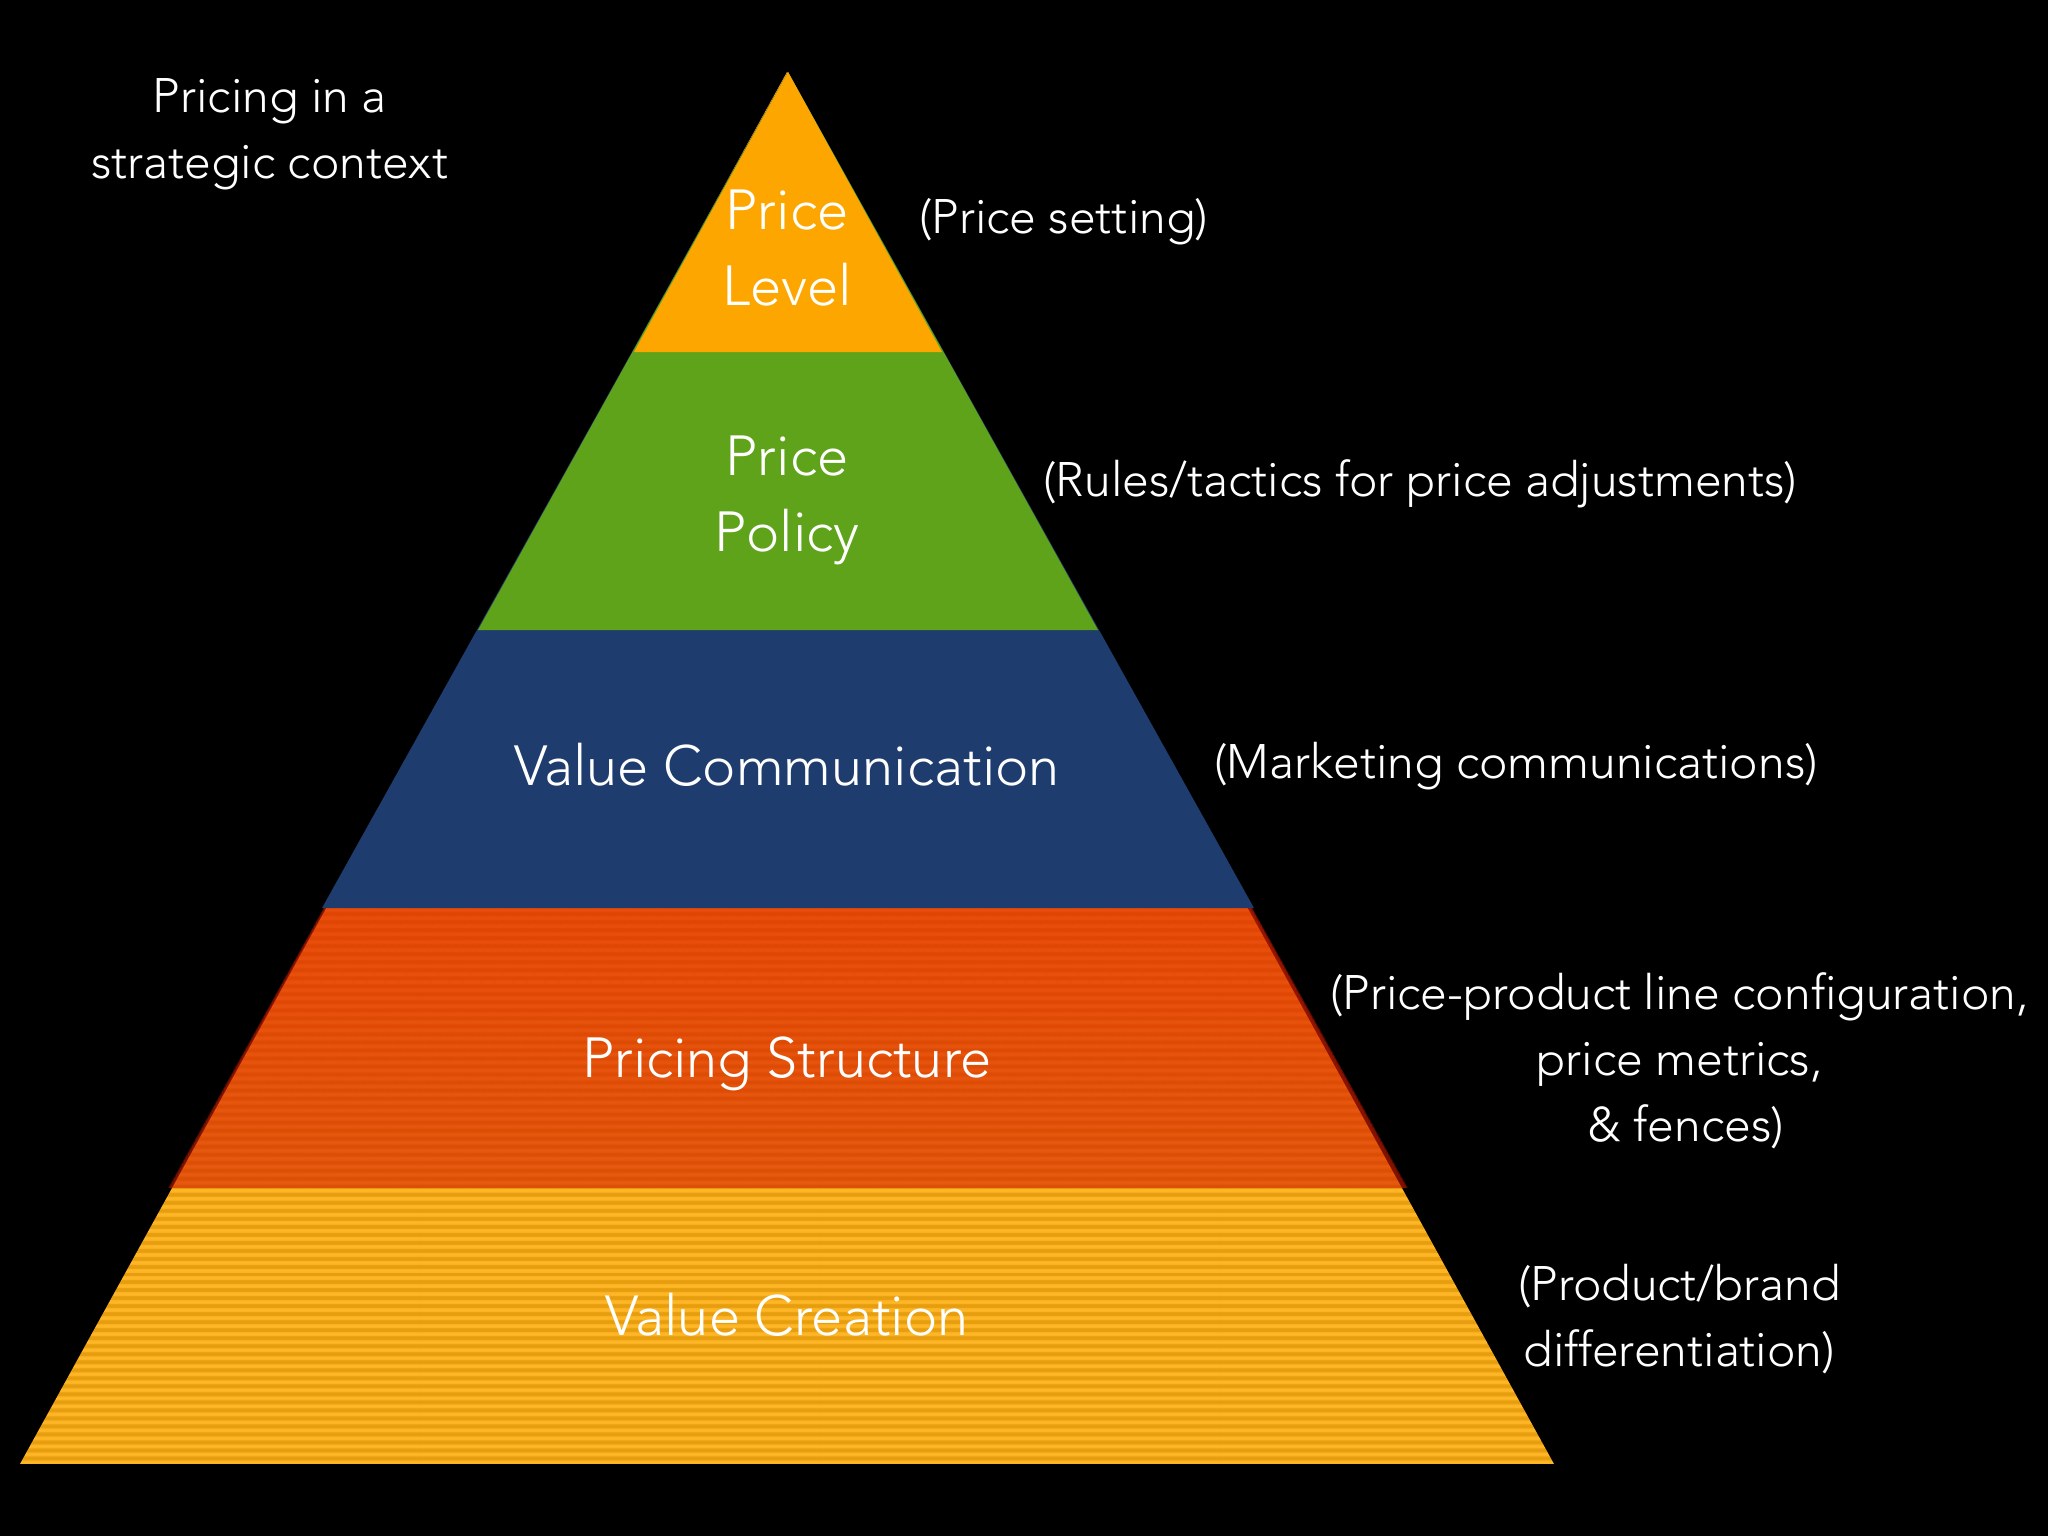 Pricing in a
strategic context
Price
Level
(Price setting)
Price
Policy
(Rules/tactics for price adjustments)
Value Communication
(Marketing communications)
Pricing Structure
(Price-product line configuration,
price metrics,
& fences)
Value Creation
(Product/brand
differentiation)